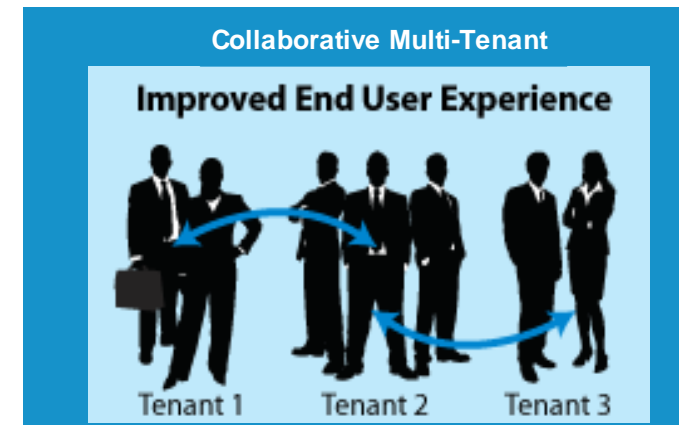 Collaborative Multi-Tenant
Improved End User Experience
Tenant 1 Tenant 2 Tenant 3